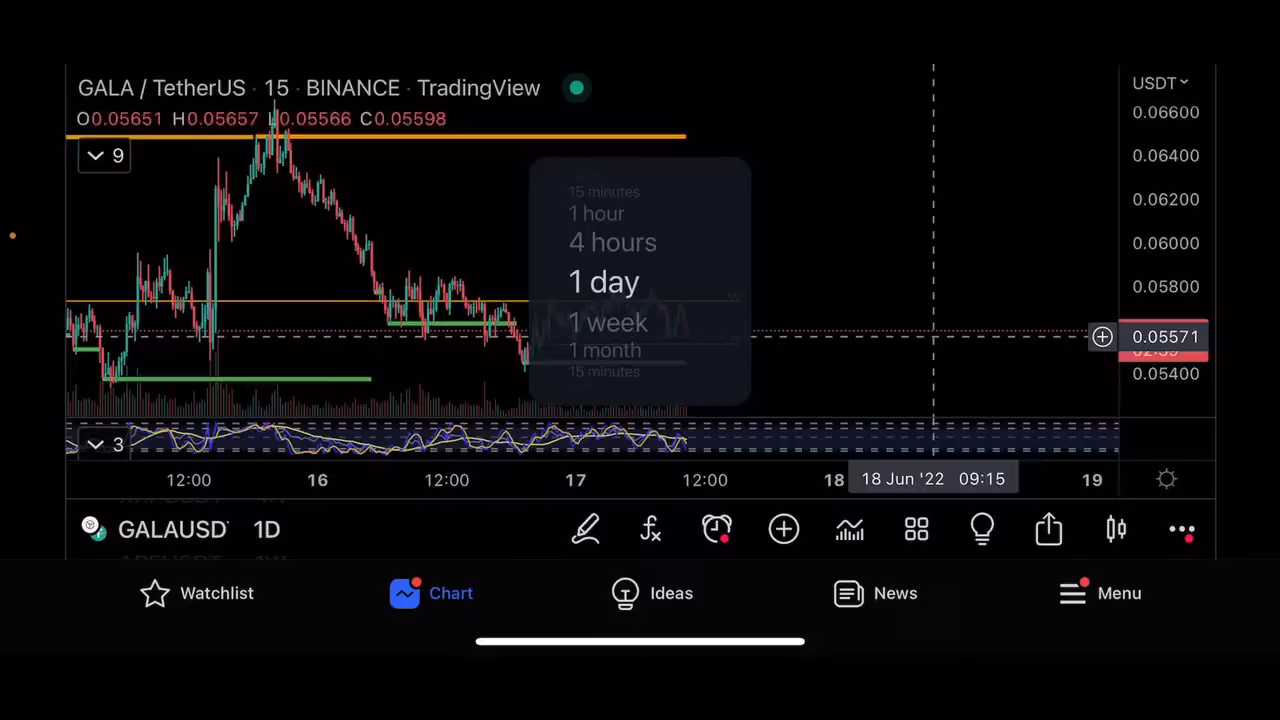 GALA / TetherUS · 15 · BINANCE · TradingView
USDT
O0.05651 H0.05657 L0.05566 C0.05598
9
0.06600
0.06400
0.06200
0.06000
0.05800
0.05571
0.05400
15 minutes
1 hour
4 hours
1 day
1 week
1 month
15 minutes
3
12:00 16 12:00 17 12:00 18 18 Jun '22 09:15 19
GALAUSD 1D
Watchlist Chart Ideas News Menu